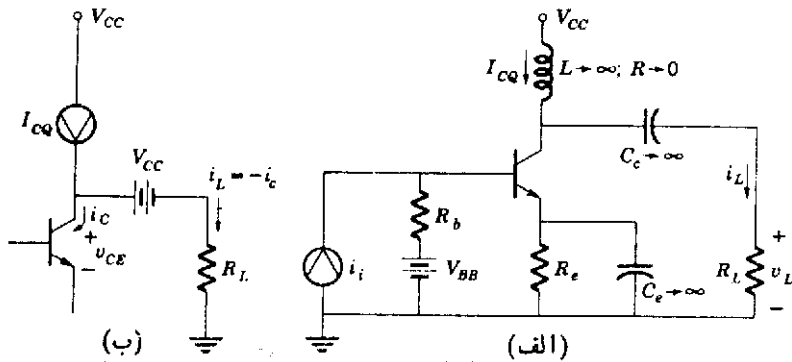 V_CC
I_CQ
V_CC
i_L = -i_c
i_C
+
v_CE
-
R_L
(ب)
V_CC
I_CQ
L→∞; R→0
C_c→∞
i_L
R_b
i_i
V_BB
R_e
C_e→∞
R_L
+
v_L
-
(الف)